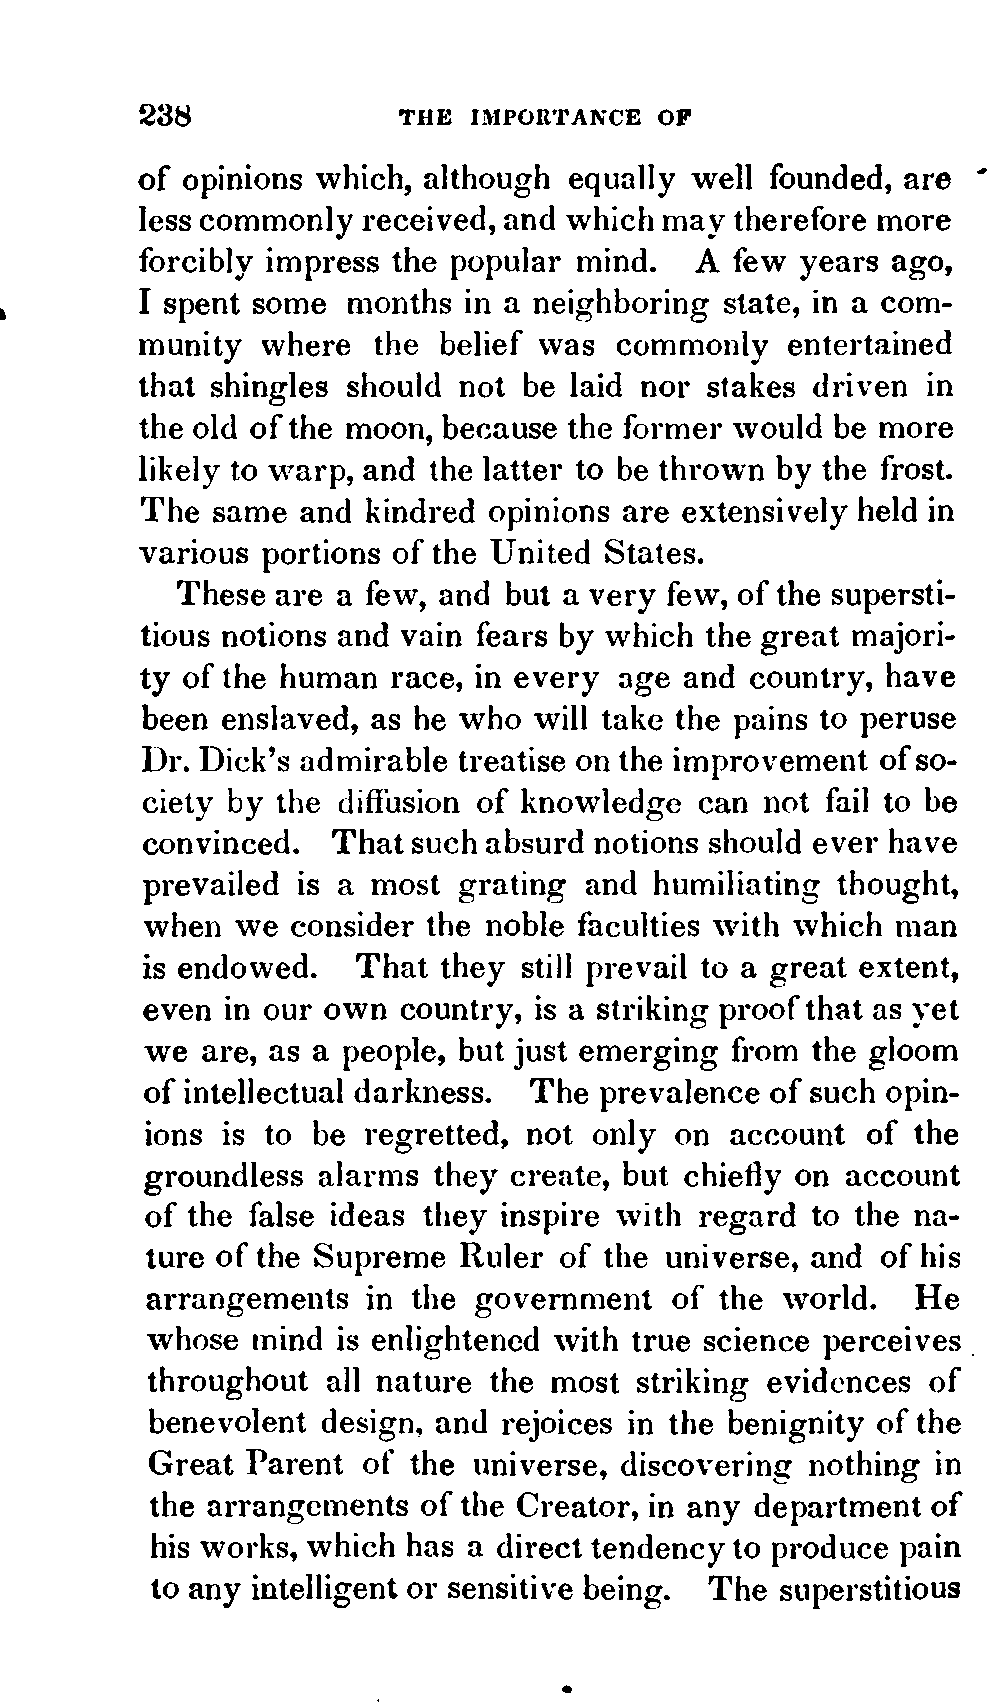 238 THE IMPORTANCE OF
of opinions which, although equally well founded, are
less commonly received, and which may therefore more
forcibly impress the popular mind. A few years ago,
I spent some months in a neighboring state, in a com-
munity where the belief was commonly entertained
that shingles should not be laid nor stakes driven in
the old of the moon, because the former would be more
likely to warp, and the latter to be thrown by the frost.
The same and kindred opinions are extensively held in
various portions of the United States.
These are a few, and but a very few, of the supersti-
tious notions and vain fears by which the great majori-
ty of the human race, in every age and country, have
been enslaved, as he who will take the pains to peruse
Dr. Dick's admirable treatise on the improvement of so-
ciety by the diffusion of knowledge can not fail to be
convinced. That such absurd notions should ever have
prevailed is a most grating and humiliating thought,
when we consider the noble faculties with which man
is endowed. That they still prevail to a great extent,
even in our own country, is a striking proof that as yet
we are, as a people, but just emerging from the gloom
of intellectual darkness. The prevalence of such opin-
ions is to be regretted, not only on account of the
groundless alarms they create, but chiefly on account
of the false ideas they inspire with regard to the na-
ture of the Supreme Ruler of the universe, and of his
arrangements in the government of the world. He
whose mind is enlightened with true science perceives
throughout all nature the most striking evidences of
benevolent design, and rejoices in the benignity of the
Great Parent of the universe, discovering nothing in
the arrangements of the Creator, in any department of
his works, which has a direct tendency to produce pain
to any intelligent or sensitive being. The superstitious